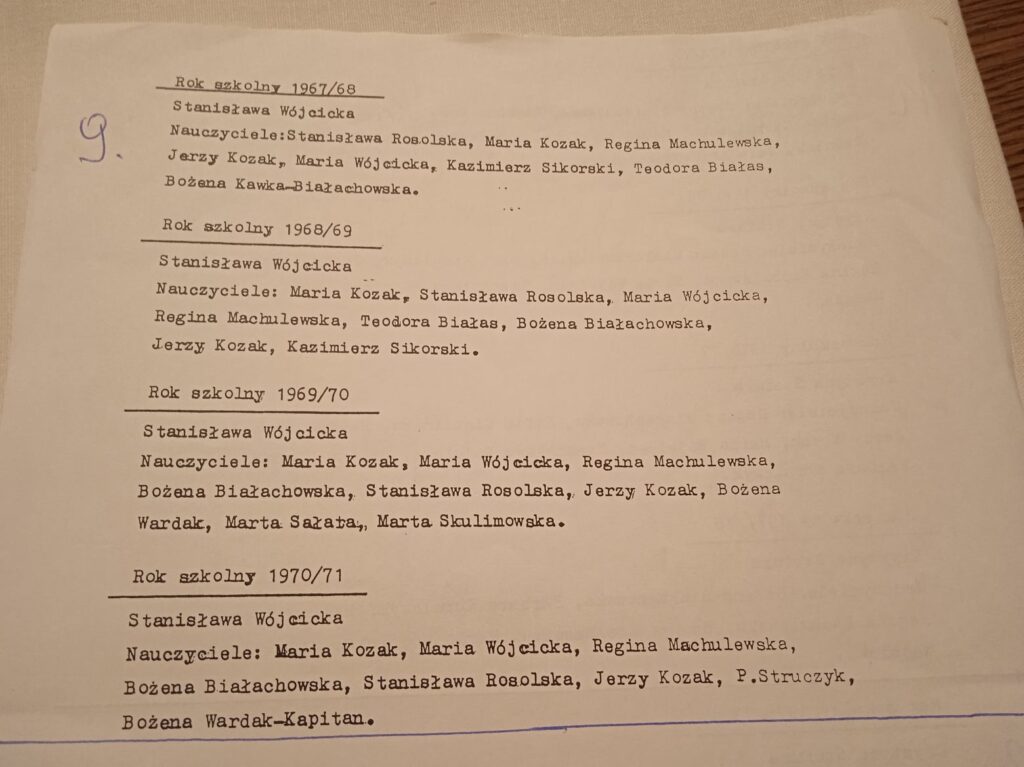 9.
Rok szkolny 1967/68
Stanisława Wójcicka
Nauczyciele:Stanisława Rosolska, Maria Kozak, Regina Machulewska,
Jerzy Kozak, Maria Wójcicka, Kazimierz Sikorski, Teodora Białas,
Bożena Kawka-Białachowska.
Rok szkolny 1968/69
Stanisława Wójcicka
Nauczyciele: Maria Kozak, Stanisława Rosolska, Maria Wójcicka,
Regina Machulewska, Teodora Białas, Bożena Białachowska,
Jerzy Kozak, Kazimierz Sikorski.
Rok szkolny 1969/70
Stanisława Wójcicka
Nauczyciele: Maria Kozak, Maria Wójcicka, Regina Machulewska,
Bożena Białachowska, Stanisława Rosolska, Jerzy Kozak, Bożena
Wardak, Marta Sałata,, Marta Skulimowska.
Rok szkolny 1970/71
Stanisława Wójcicka
Nauczyciele: Maria Kozak, Maria Wójcicka, Regina Machulewska,
Bożena Białachowska, Stanisława Rosolska, Jerzy Kozak, P.Struczyk,
Bożena Wardak-Kapitan.